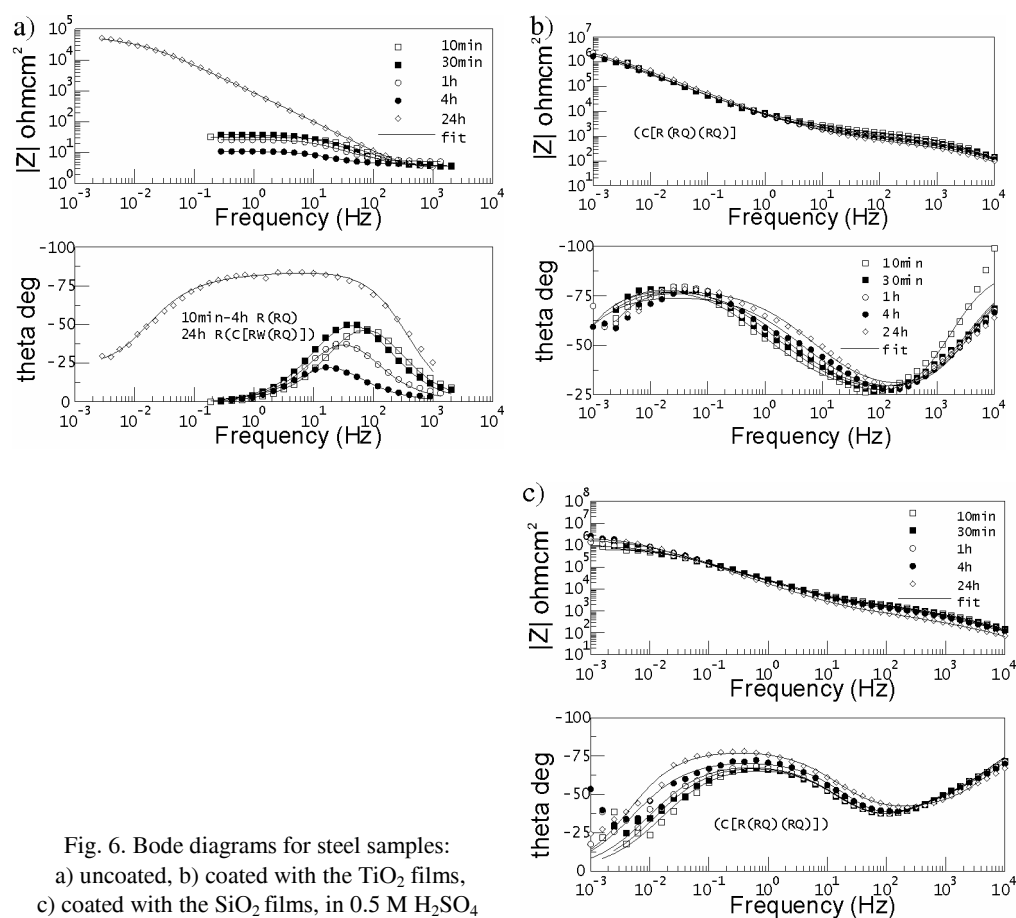 a)
10⁵
10⁴
10³
10²
10¹
10⁰
|Z| ohmcm²
10min
30min
1h
4h
24h
fit
10⁻³ 10⁻² 10⁻¹ 10⁰ 10¹ 10² 10³ 10⁴
Frequency (Hz)
-100
-75
-50
-25
0
theta deg
10min-4h R(RQ)
24h R(C[RW(RQ)])
10⁻³ 10⁻² 10⁻¹ 10⁰ 10¹ 10² 10³ 10⁴
Frequency (Hz)
b)
10⁷
10⁶
10⁵
10⁴
10³
10²
10¹
|Z| ohmcm²
10min
30min
1h
4h
24h
fit
(C[R(RQ)(RQ)]
10⁻³ 10⁻² 10⁻¹ 10⁰ 10¹ 10² 10³ 10⁴
Frequency (Hz)
-100
-75
-50
-25
theta deg
10min
30min
1h
4h
24h
fit
10⁻³ 10⁻² 10⁻¹ 10⁰ 10¹ 10² 10³ 10⁴
Frequency (Hz)
c)
10⁸
10⁷
10⁶
10⁵
10⁴
10³
10²
10¹
|Z| ohmcm²
10min
30min
1h
4h
24h
fit
10⁻³ 10⁻² 10⁻¹ 10⁰ 10¹ 10² 10³ 10⁴
Frequency (Hz)
-100
-75
-50
-25
0
theta deg
(C[R(RQ)(RQ)])
10⁻³ 10⁻² 10⁻¹ 10⁰ 10¹ 10² 10³ 10⁴
Frequency (Hz)
Fig. 6. Bode diagrams for steel samples:
a) uncoated, b) coated with the TiO₂ films,
c) coated with the SiO₂ films, in 0.5 M H₂SO₄